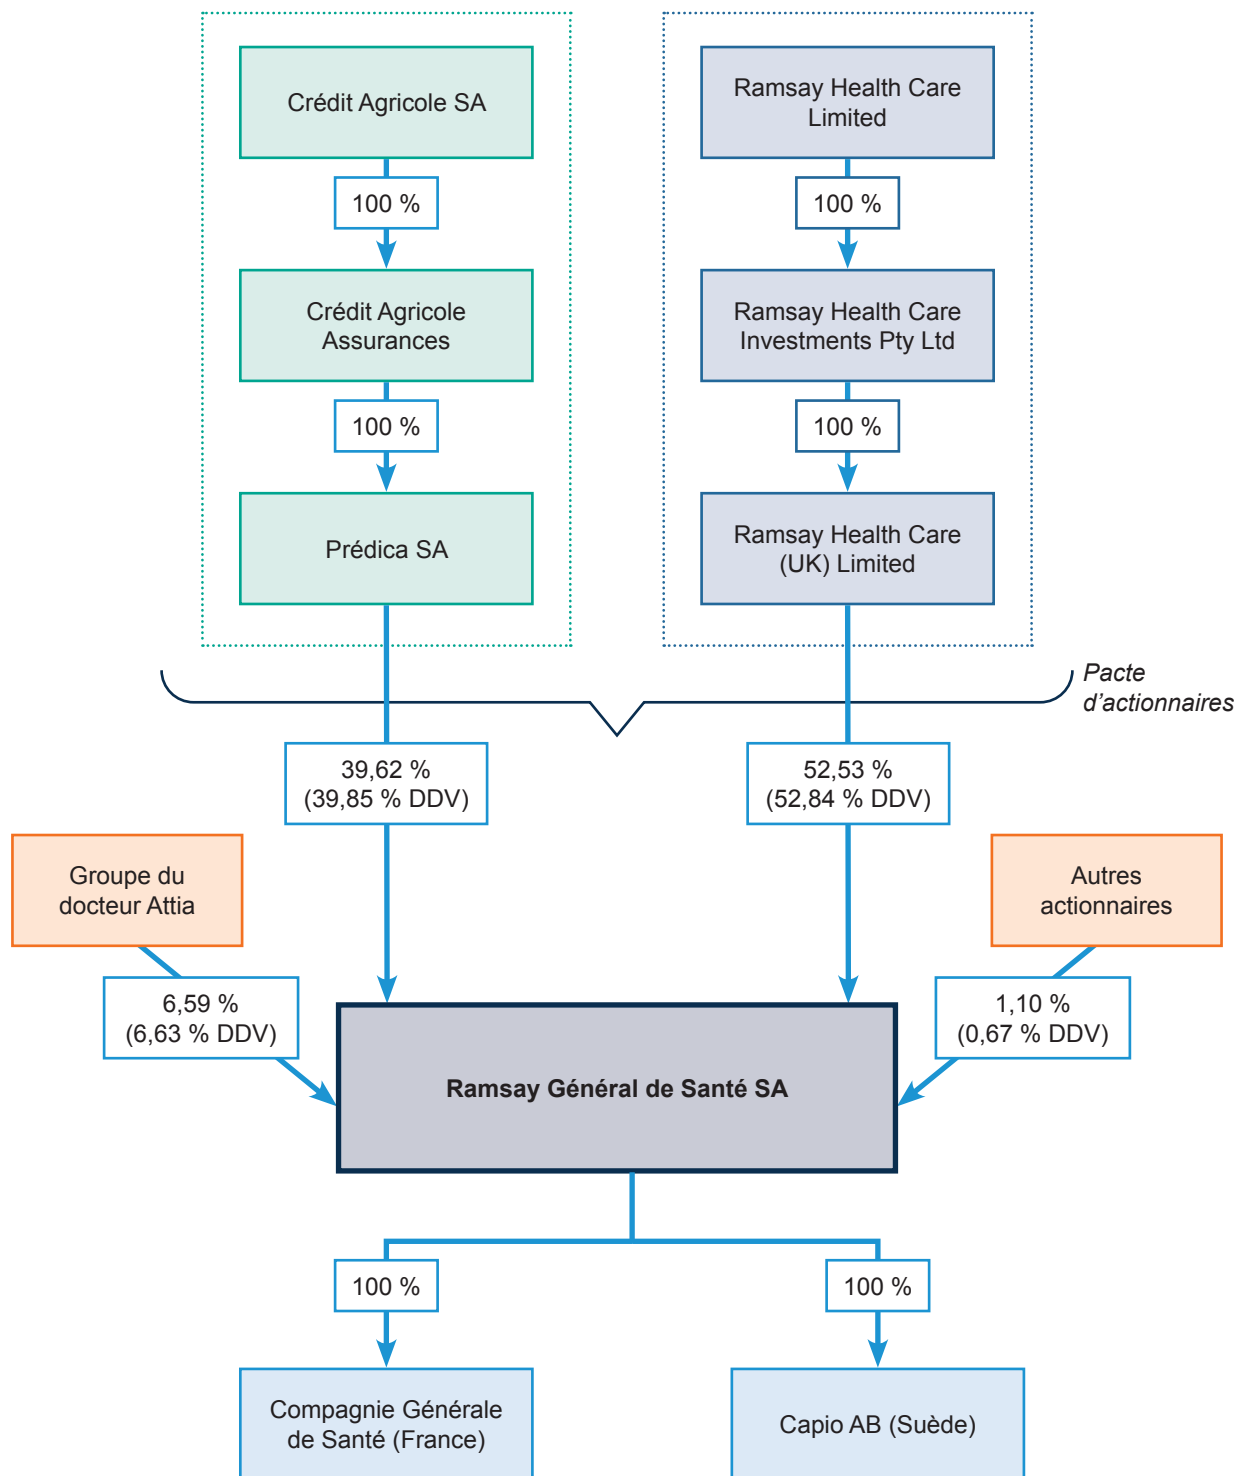 Crédit Agricole SA
100 %
Crédit Agricole
Assurances
100 %
Prédica SA
Ramsay Health Care
Limited
100 %
Ramsay Health Care
Investments Pty Ltd
100 %
Ramsay Health Care
(UK) Limited
Pacte
d’actionnaires
39,62 %
(39,85 % DDV)
52,53 %
(52,84 % DDV)
Groupe du
docteur Attia
6,59 %
(6,63 % DDV)
Autres
actionnaires
1,10 %
(0,67 % DDV)
Ramsay Général de Santé SA
100 %
100 %
Compagnie Générale
de Santé (France)
Capio AB (Suède)